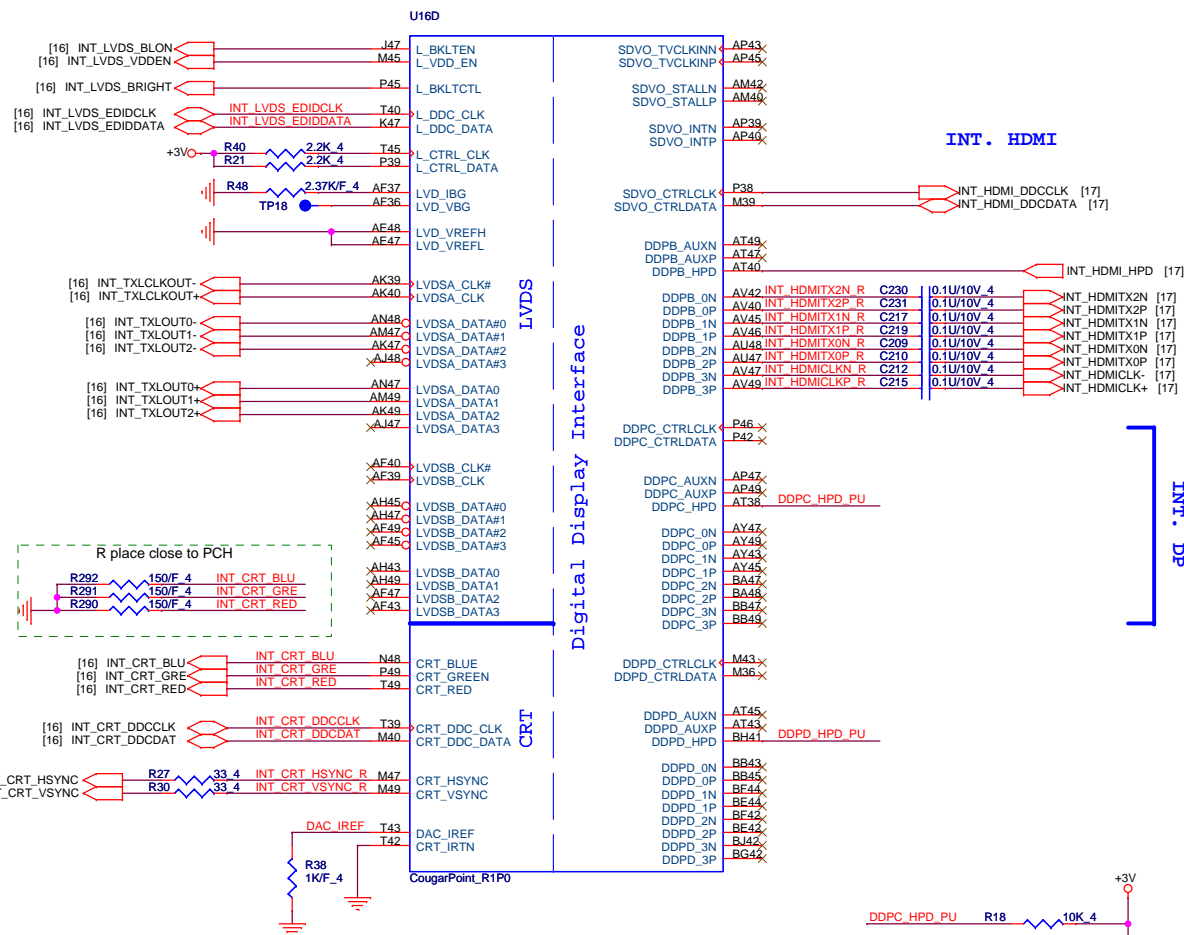 U16D
[16] INT_LVDS_BLON J47 L_BKLTEN
[16] INT_LVDS_VDDEN M45 L_VDD_EN
[16] INT_LVDS_BRIGHT P45 L_BKLTCTL
[16] INT_LVDS_EDIDCLK INT_LVDS_EDIDCLK T40 L_DDC_CLK
[16] INT_LVDS_EDIDDATA INT_LVDS_EDIDDATA K47 L_DDC_DATA
+3V R40 2.2K_4 T45 L_CTRL_CLK
R21 2.2K_4 P39 L_CTRL_DATA
R48 2.37K/F_4 AF37 LVD_IBG
TP18 AF36 LVD_VBG
AE48 LVD_VREFH
AE47 LVD_VREFL
[16] INT_TXLCLKOUT- AK39 LVDSA_CLK#
[16] INT_TXLCLKOUT+ AK40 LVDSA_CLK
[16] INT_TXLOUT0- AN48 LVDSA_DATA#0
[16] INT_TXLOUT1- AM47 LVDSA_DATA#1
[16] INT_TXLOUT2- AK47 LVDSA_DATA#2
AJ48 LVDSA_DATA#3
[16] INT_TXLOUT0+ AN47 LVDSA_DATA0
[16] INT_TXLOUT1+ AM49 LVDSA_DATA1
[16] INT_TXLOUT2+ AK49 LVDSA_DATA2
AJ47 LVDSA_DATA3
AF40 LVDSB_CLK#
AF39 LVDSB_CLK
AH45 LVDSB_DATA#0
AH47 LVDSB_DATA#1
AF49 LVDSB_DATA#2
AF45 LVDSB_DATA#3
AH43 LVDSB_DATA0
AH49 LVDSB_DATA1
AF47 LVDSB_DATA2
AF43 LVDSB_DATA3
R place close to PCH
R292 150/F_4 INT_CRT_BLU
R291 150/F_4 INT_CRT_GRE
R290 150/F_4 INT_CRT_RED
[16] INT_CRT_BLU INT_CRT_BLU N48 CRT_BLUE
[16] INT_CRT_GRE INT_CRT_GRE P49 CRT_GREEN
[16] INT_CRT_RED INT_CRT_RED T49 CRT_RED
[16] INT_CRT_DDCCLK INT_CRT_DDCCLK T39 CRT_DDC_CLK
[16] INT_CRT_DDCDAT INT_CRT_DDCDAT M40 CRT_DDC_DATA
_CRT_HSYNC R27 33_4 INT_CRT_HSYNC_R M47 CRT_HSYNC
_CRT_VSYNC R30 33_4 INT_CRT_VSYNC_R M49 CRT_VSYNC
DAC_IREF T43 DAC_IREF
T42 CRT_IRTN
R38
1K/F_4
CougarPoint_R1P0
LVDS
CRT
Digital Display Interface
SDVO_TVCLKINN AP43
SDVO_TVCLKINP AP45
SDVO_STALLN AM42
SDVO_STALLP AM40
SDVO_INTN AP39
SDVO_INTP AP40
INT. HDMI
SDVO_CTRLCLK P38 INT_HDMI_DDCCLK [17]
SDVO_CTRLDATA M39 INT_HDMI_DDCDATA [17]
DDPB_AUXN AT49
DDPB_AUXP AT47
DDPB_HPD AT40 INT_HDMI_HPD [17]
DDPB_0N AV42 INT_HDMITX2N_R C230 0.1U/10V_4 INT_HDMITX2N [17]
DDPB_0P AV40 INT_HDMITX2P_R C231 0.1U/10V_4 INT_HDMITX2P [17]
DDPB_1N AV45 INT_HDMITX1N_R C217 0.1U/10V_4 INT_HDMITX1N [17]
DDPB_1P AV46 INT_HDMITX1P_R C219 0.1U/10V_4 INT_HDMITX1P [17]
DDPB_2N AU48 INT_HDMITX0N_R C209 0.1U/10V_4 INT_HDMITX0N [17]
DDPB_2P AU47 INT_HDMITX0P_R C210 0.1U/10V_4 INT_HDMITX0P [17]
DDPB_3N AV47 INT_HDMICLKN_R C212 0.1U/10V_4 INT_HDMICLK- [17]
DDPB_3P AV49 INT_HDMICLKP_R C215 0.1U/10V_4 INT_HDMICLK+ [17]
DDPC_CTRLCLK P46
DDPC_CTRLDATA P42
DDPC_AUXN AP47
DDPC_AUXP AP49
DDPC_HPD AT38 DDPC_HPD_PU
DDPC_0N AY47
DDPC_0P AY49
DDPC_1N AY43
DDPC_1P AY45
DDPC_2N BA47
DDPC_2P BA48
DDPC_3N BB47
DDPC_3P BB49
INT. DP
DDPD_CTRLCLK M43
DDPD_CTRLDATA M36
DDPD_AUXN AT45
DDPD_AUXP AT43
DDPD_HPD BH41 DDPD_HPD_PU
DDPD_0N BB43
DDPD_0P BB45
DDPD_1N BF44
DDPD_1P BE44
DDPD_2N BF42
DDPD_2P BE42
DDPD_3N BJ42
DDPD_3P BG42
+3V
DDPC_HPD_PU R18 10K_4